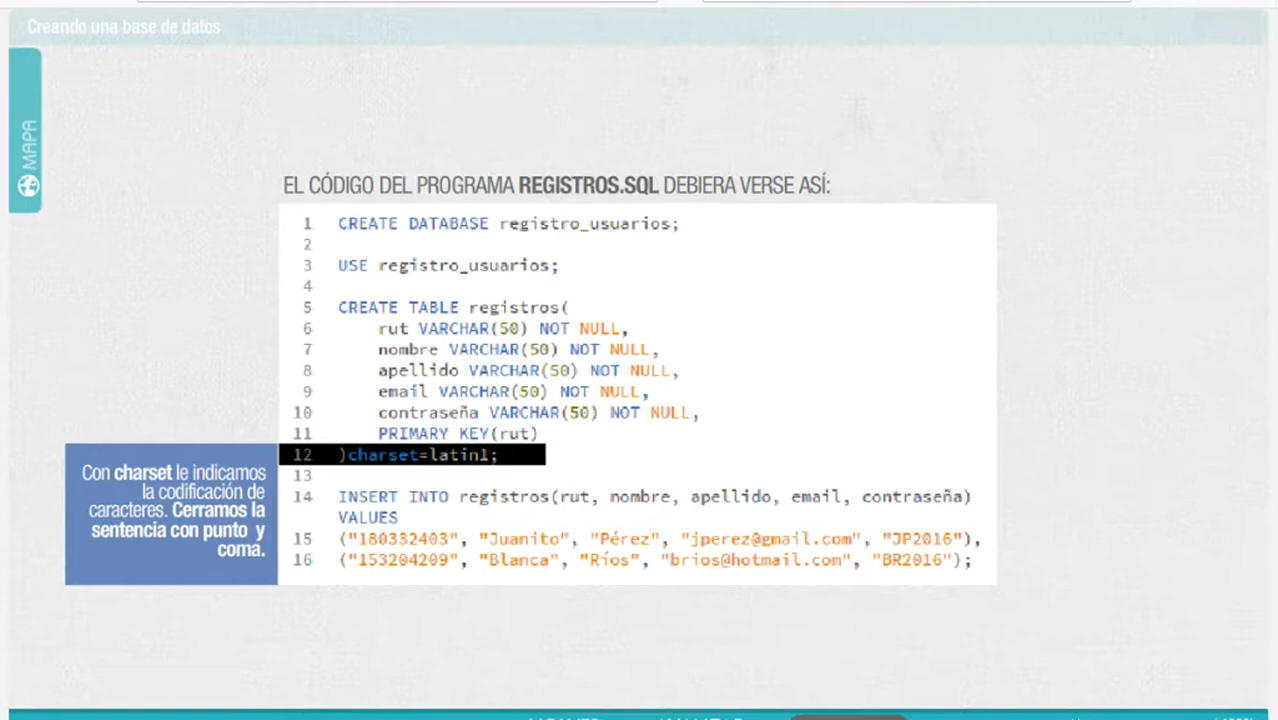 Creando una base de datos
MAPA
EL CÓDIGO DEL PROGRAMA REGISTROS.SQL DEBIERA VERSE ASÍ:
1 CREATE DATABASE registro_usuarios;
2
3 USE registro_usuarios;
4
5 CREATE TABLE registros(
6 rut VARCHAR(50) NOT NULL,
7 nombre VARCHAR(50) NOT NULL,
8 apellido VARCHAR(50) NOT NULL,
9 email VARCHAR(50) NOT NULL,
10 contraseña VARCHAR(50) NOT NULL,
11 PRIMARY KEY(rut)
12 )charset=latin1;
13
14 INSERT INTO registros(rut, nombre, apellido, email, contraseña)
VALUES
15 ("180332403", "Juanito", "Pérez", "jperez@gmail.com", "JP2016"),
16 ("153204209", "Blanca", "Ríos", "brios@hotmail.com", "BR2016");
Con charset le indicamos
la codificación de
caracteres. Cerramos la
sentencia con punto y
coma.